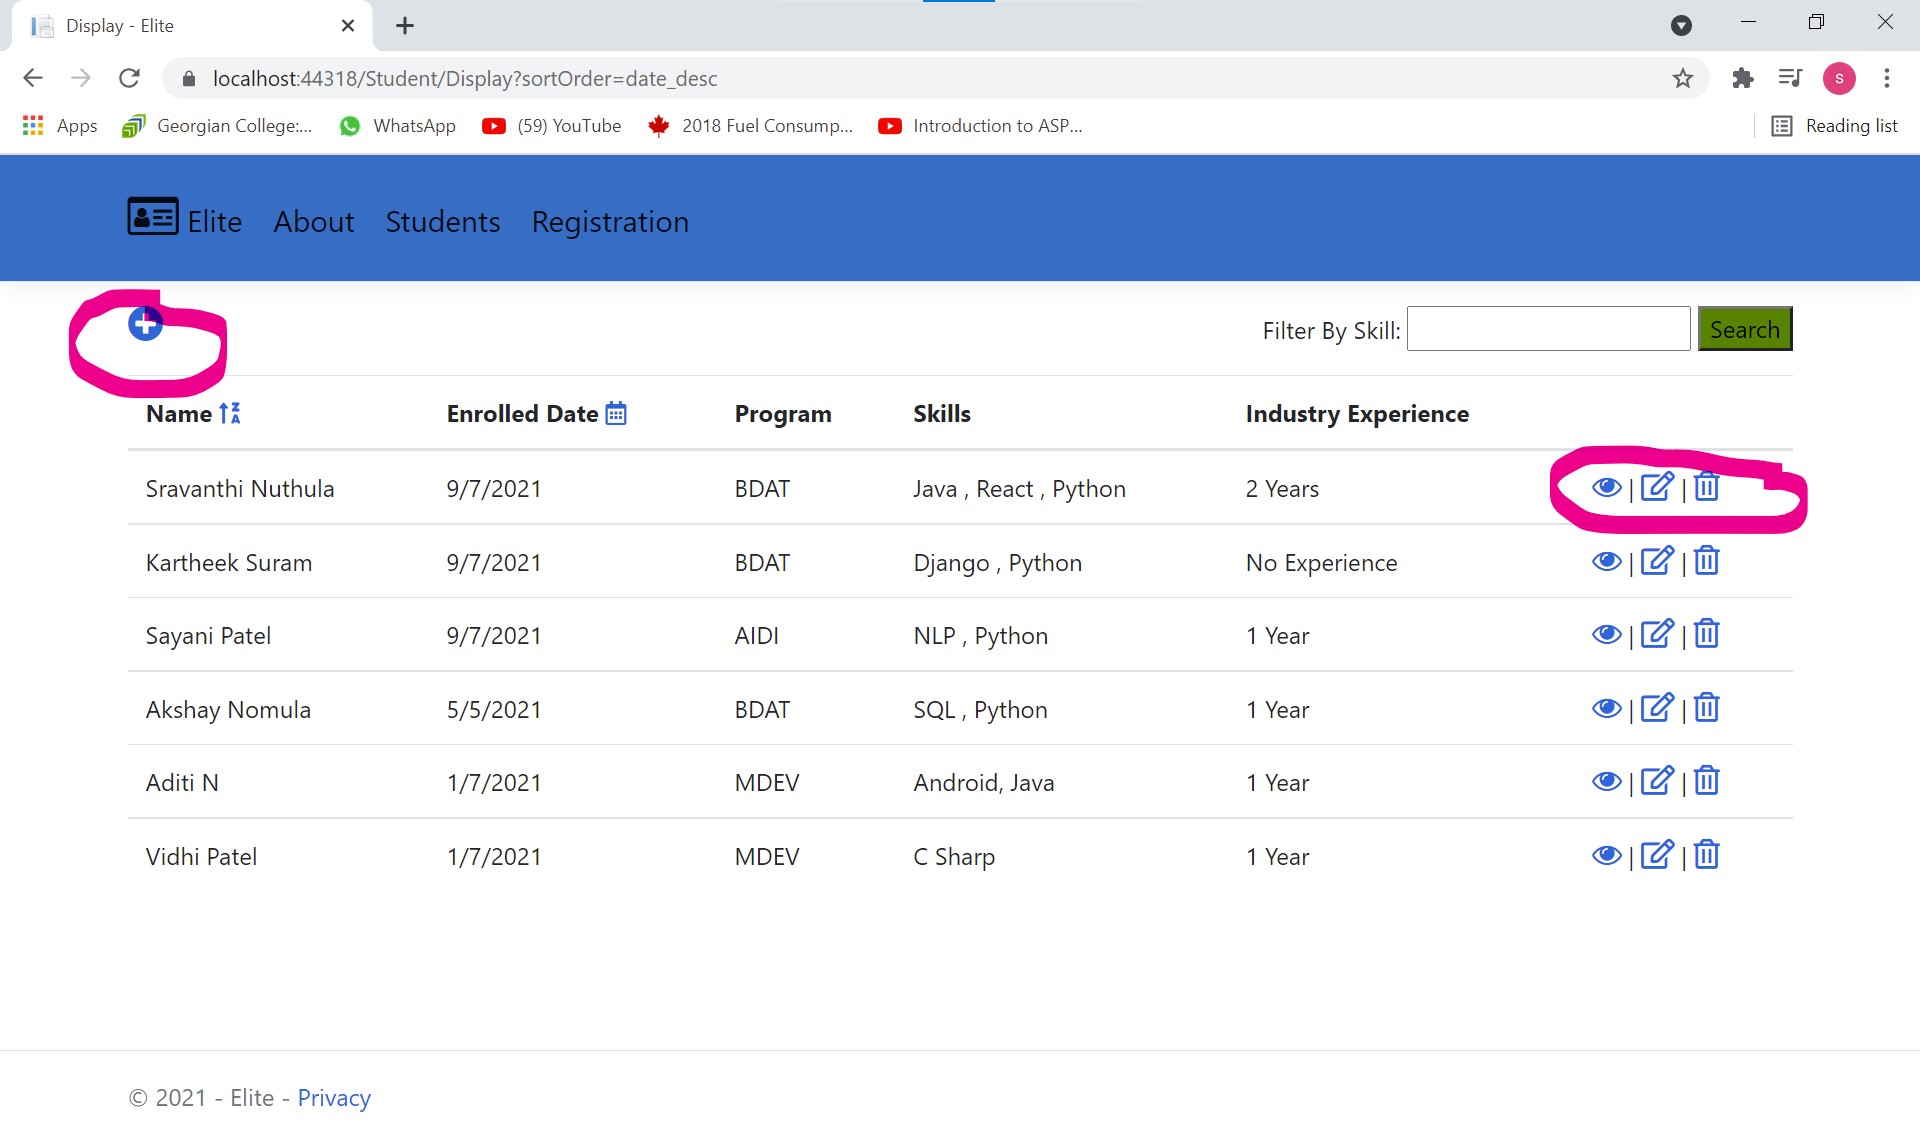 Display - Elite
localhost:44318/Student/Display?sortOrder=date_desc
S
Apps Georgian College:... WhatsApp (59) YouTube 2018 Fuel Consump... Introduction to ASP... Reading list
Elite About Students Registration
Filter By Skill: Search
Name Enrolled Date Program Skills Industry Experience
Sravanthi Nuthula 9/7/2021 BDAT Java , React , Python 2 Years | |
Kartheek Suram 9/7/2021 BDAT Django , Python No Experience | |
Sayani Patel 9/7/2021 AIDI NLP , Python 1 Year | |
Akshay Nomula 5/5/2021 BDAT SQL , Python 1 Year | |
Aditi N 1/7/2021 MDEV Android, Java 1 Year | |
Vidhi Patel 1/7/2021 MDEV C Sharp 1 Year | |
© 2021 - Elite - Privacy